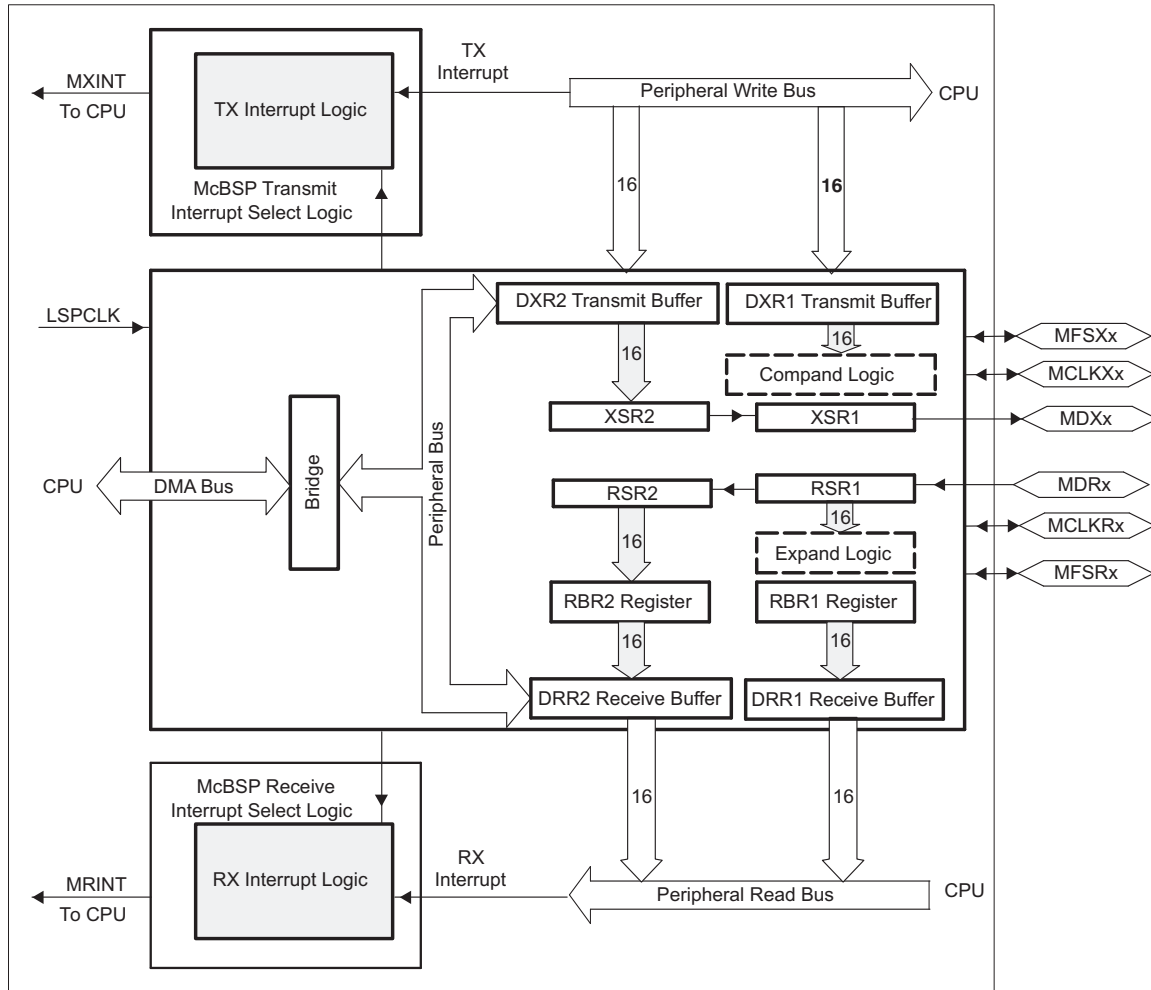 TX
Interrupt
MXINT
To CPU
TX Interrupt Logic
Peripheral Write Bus
CPU
McBSP Transmit
Interrupt Select Logic
16
16
LSPCLK
DXR2 Transmit Buffer
DXR1 Transmit Buffer
16
16
MFSXx
Compand Logic
MCLKXx
XSR2
XSR1
MDXx
CPU
DMA Bus
Bridge
Peripheral Bus
RSR2
RSR1
MDRx
16
16
MCLKRx
Expand Logic
MFSRx
RBR2 Register
RBR1 Register
16
16
DRR2 Receive Buffer
DRR1 Receive Buffer
McBSP Receive
Interrupt Select Logic
16
16
MRINT
To CPU
RX Interrupt Logic
RX
Interrupt
Peripheral Read Bus
CPU